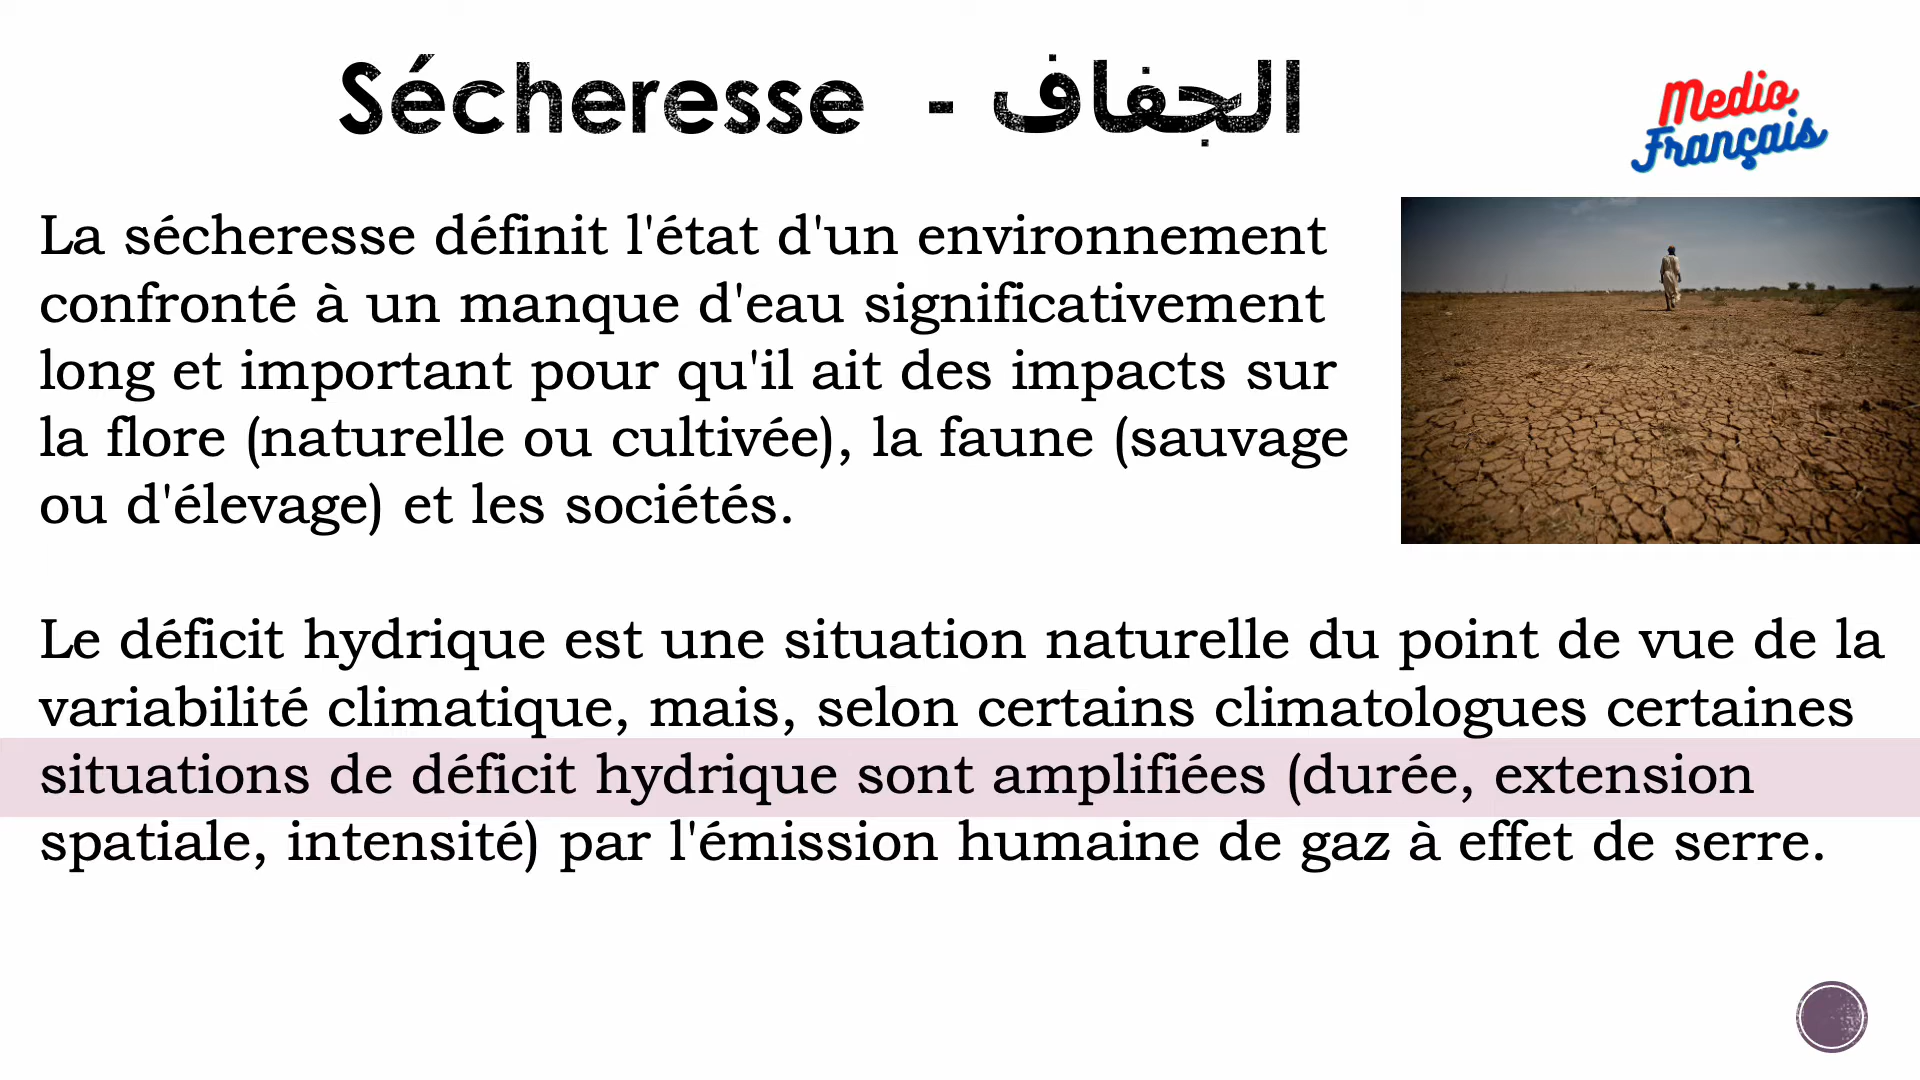 Sécheresse - الجفاف
Medio
Français
La sécheresse définit l'état d'un environnement
confronté à un manque d'eau significativement
long et important pour qu'il ait des impacts sur
la flore (naturelle ou cultivée), la faune (sauvage
ou d'élevage) et les sociétés.
Le déficit hydrique est une situation naturelle du point de vue de la
variabilité climatique, mais, selon certains climatologues certaines
situations de déficit hydrique sont amplifiées (durée, extension
spatiale, intensité) par l'émission humaine de gaz à effet de serre.